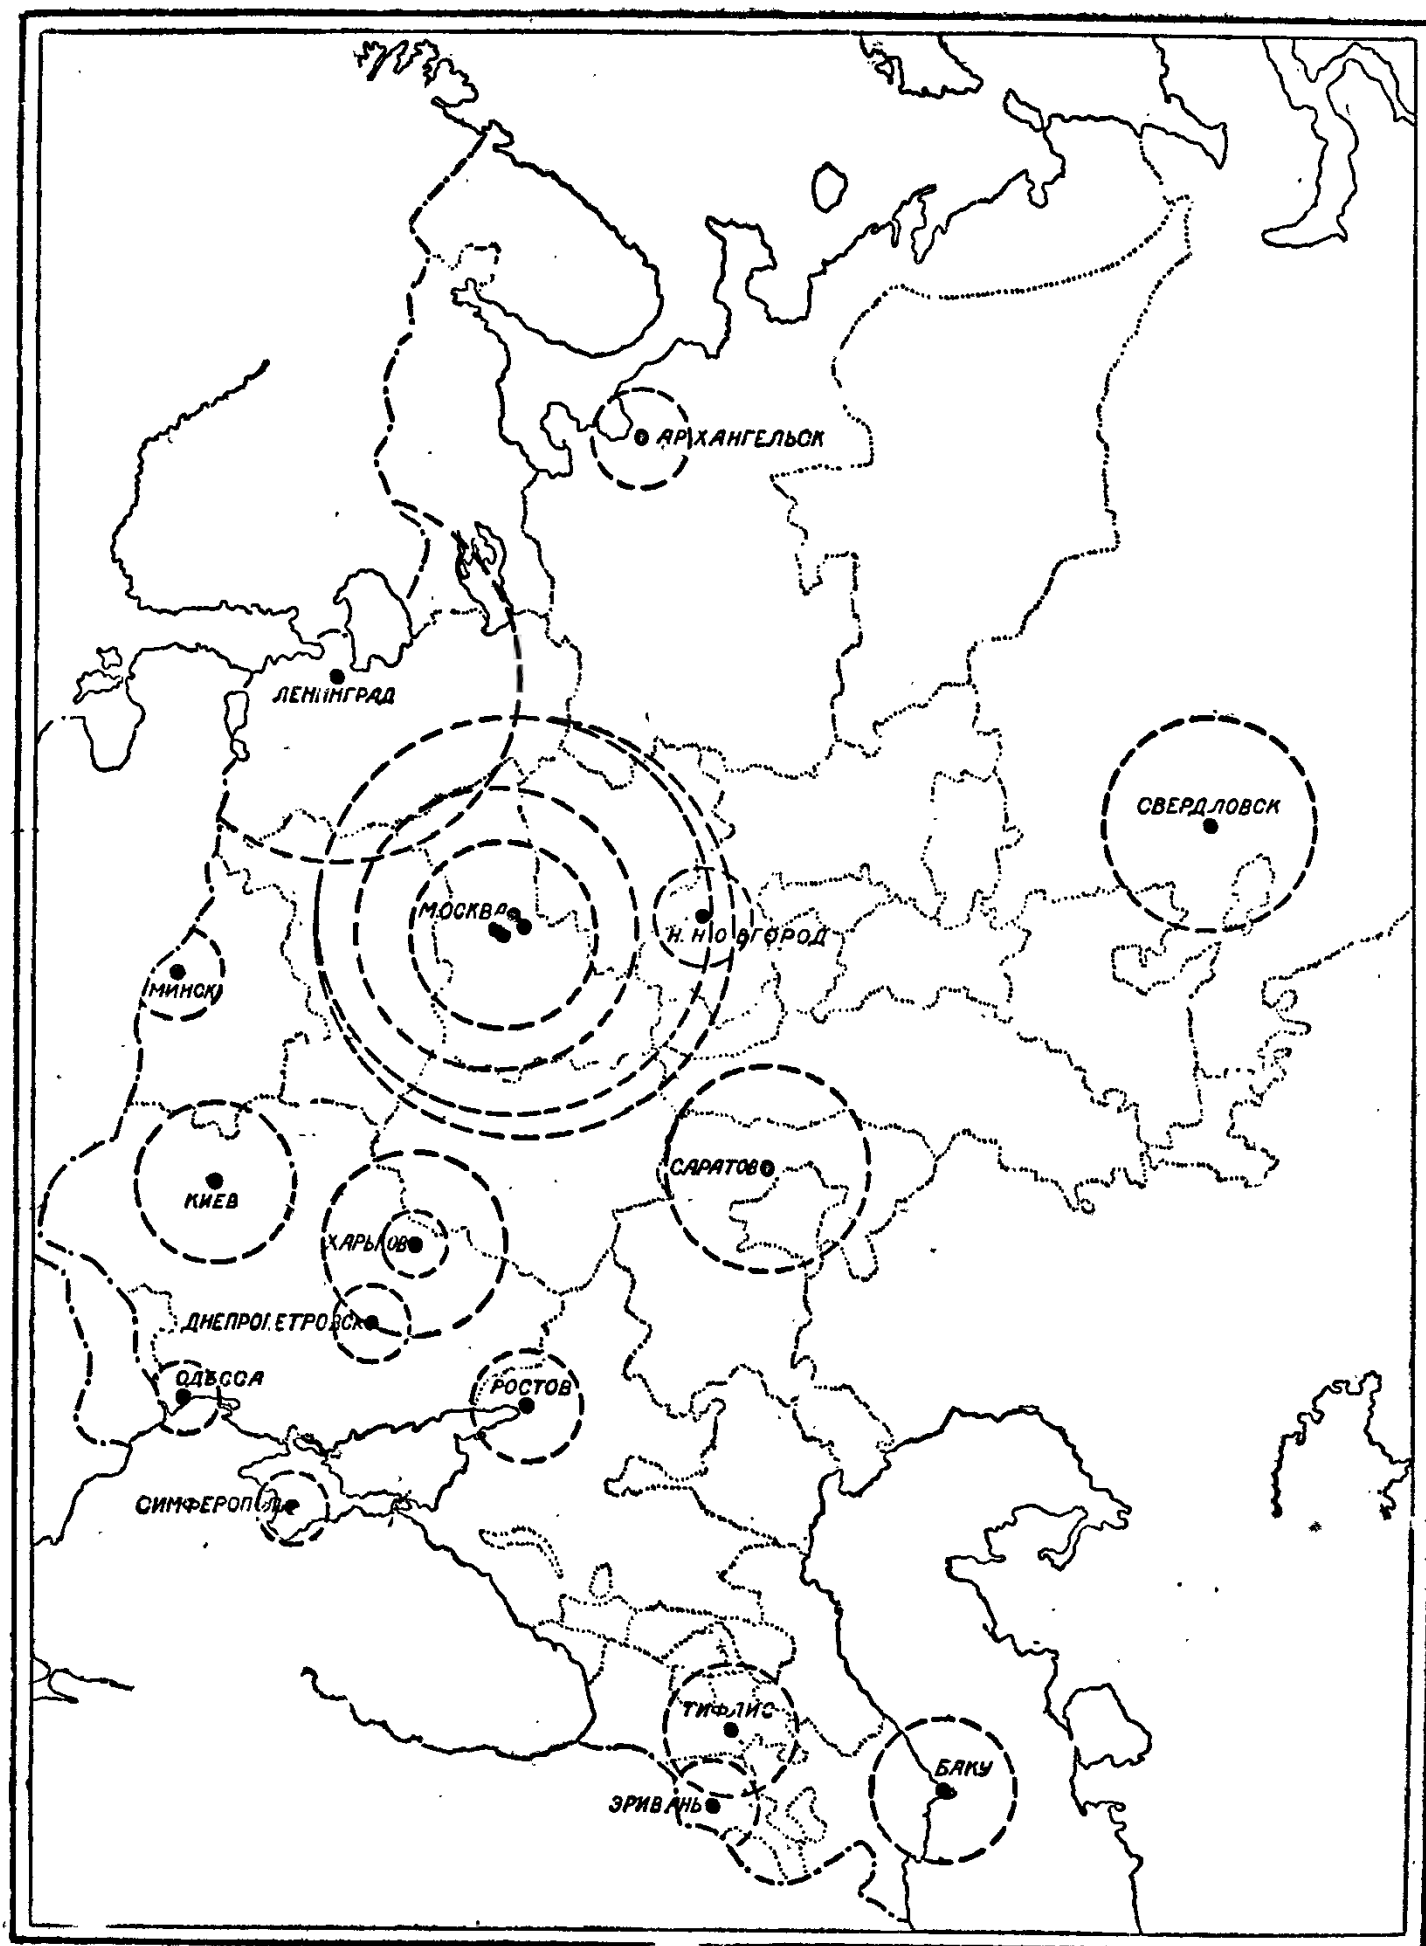 АРХАНГЕЛЬСК
ЛЕНИНГРАД
СВЕРДЛОВСК
МОСКВА
Н. НОВГОРОД
МИНСК
САРАТОВ
КИЕВ
ХАРЬКОВ
ДНЕПРОПЕТРОВСК
ОДЕССА
РОСТОВ
СИМФЕРОПОЛЬ
ТИФЛИС
БАКУ
ЭРИВАНЬ